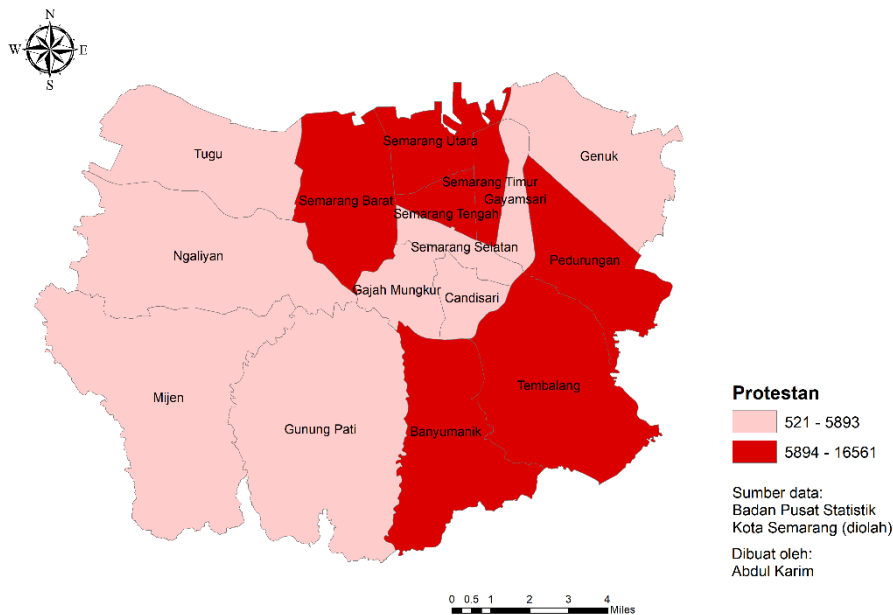 N
W E
S
Tugu
Semarang Utara
Genuk
Semarang Timur
Semarang Barat
Gayamsari
Semarang Tengah
Ngaliyan
Semarang Selatan
Pedurungan
Gajah Mungkur
Candisari
Mijen
Tembalang
Gunung Pati
Banyumanik
Protestan
521 - 5893
5894 - 16561
Sumber data:
Badan Pusat Statistik
Kota Semarang (diolah)
Dibuat oleh:
Abdul Karim
0 0.5 1 2 3 4
Miles